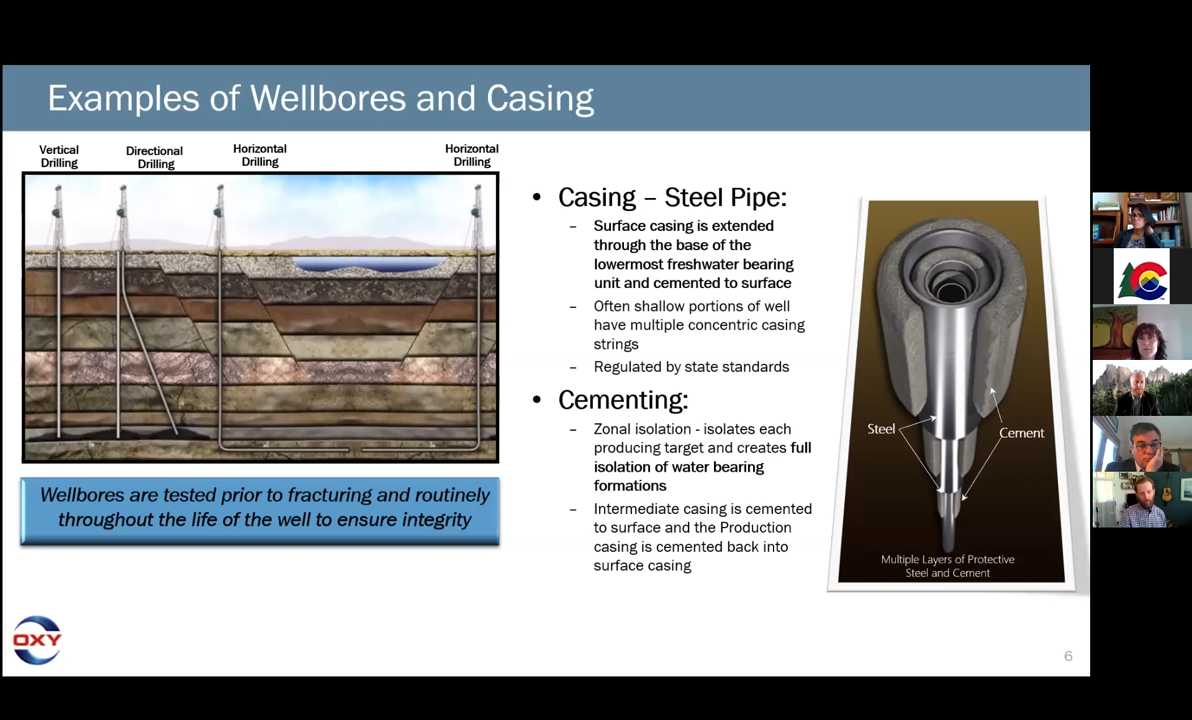 Examples of Wellbores and Casing
Vertical
Drilling
Directional
Drilling
Horizontal
Drilling
Horizontal
Drilling
Wellbores are tested prior to fracturing and routinely
throughout the life of the well to ensure integrity
• Casing – Steel Pipe:
– Surface casing is extended
through the base of the
lowermost freshwater bearing
unit and cemented to surface
– Often shallow portions of well
have multiple concentric casing
strings
– Regulated by state standards
• Cementing:
– Zonal isolation - isolates each
producing target and creates full
isolation of water bearing
formations
– Intermediate casing is cemented
to surface and the Production
casing is cemented back into
surface casing
Steel
Cement
Multiple Layers of Protective
Steel and Cement
OXY
6